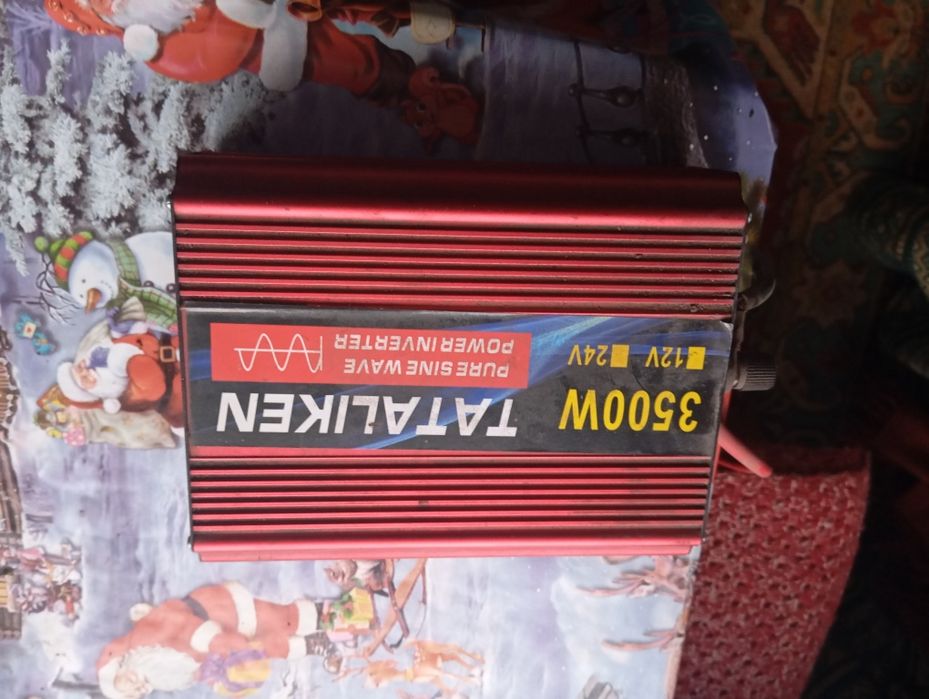 3500W
TATALIKEN
12V 24V
PURE SINE WAVE
POWER INVERTER